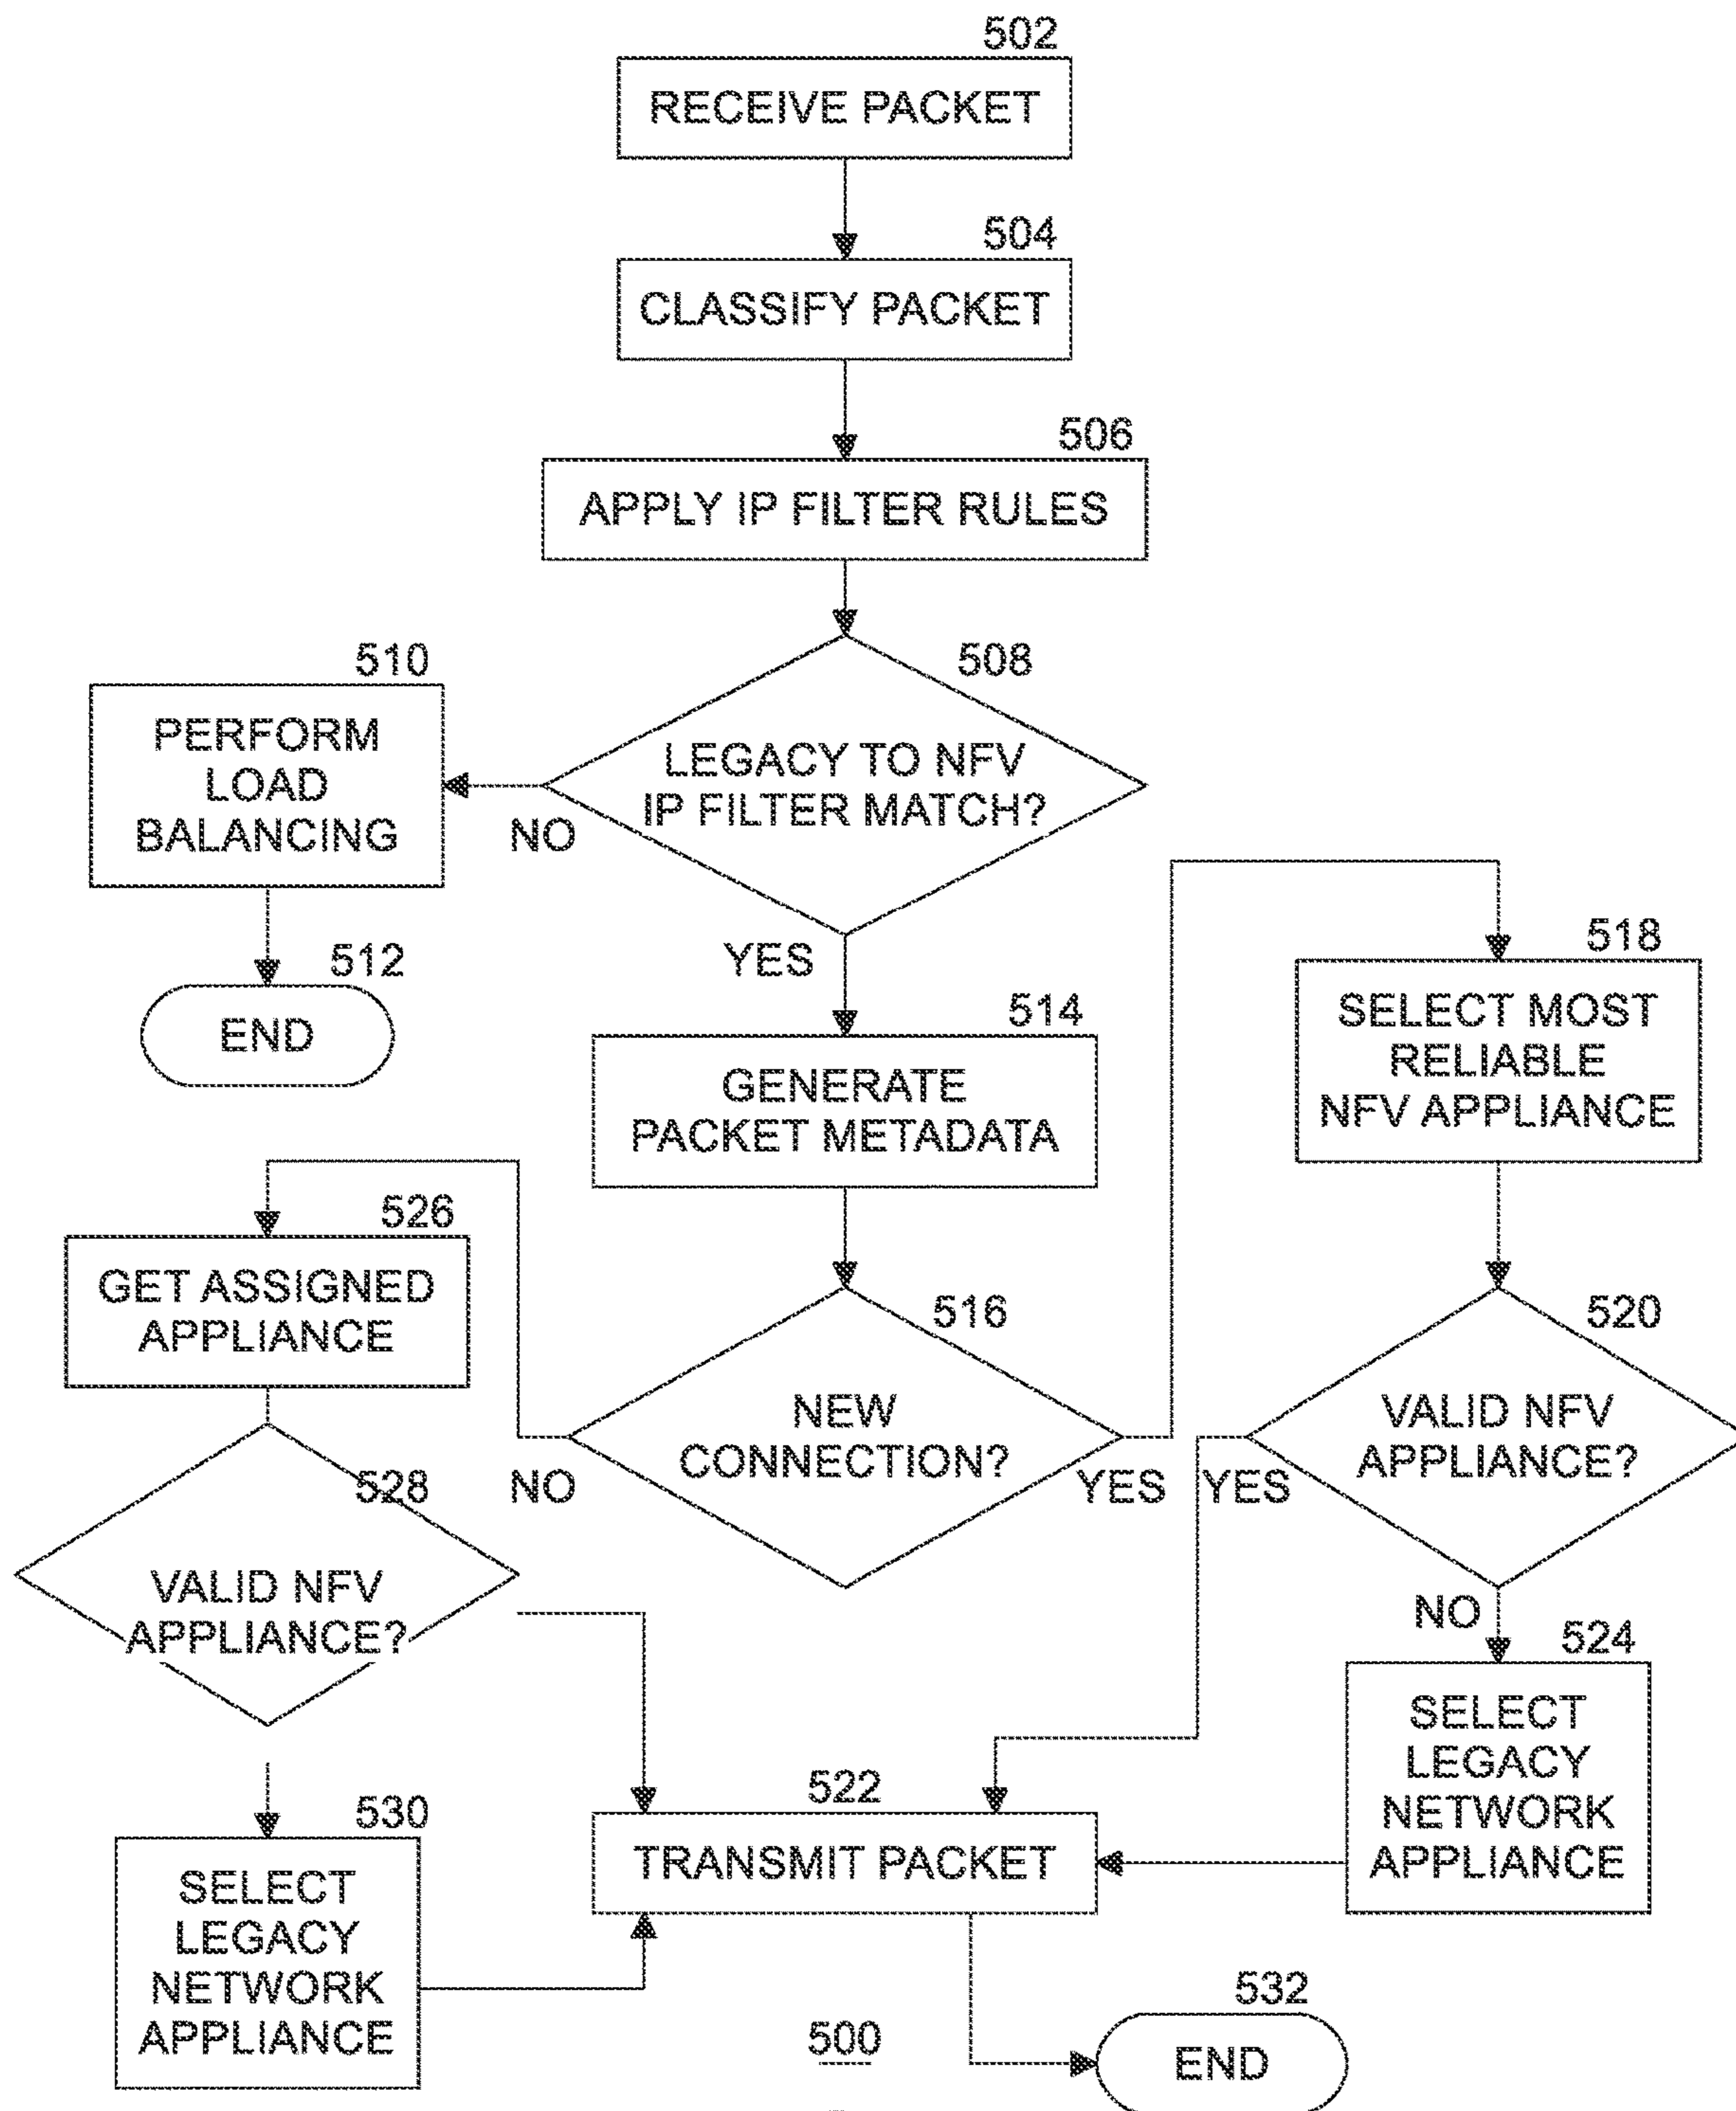 502
RECEIVE PACKET
504
CLASSIFY PACKET
506
APPLY IP FILTER RULES
508
LEGACY TO NFV
IP FILTER MATCH?
510
PERFORM
LOAD
BALANCING
NO
512
END
YES
514
GENERATE
PACKET METADATA
518
SELECT MOST
RELIABLE
NFV APPLIANCE
526
GET ASSIGNED
APPLIANCE
516
NEW
CONNECTION?
NO
YES
520
VALID NFV
APPLIANCE?
YES
NO
528
VALID NFV
APPLIANCE?
524
SELECT
LEGACY
NETWORK
APPLIANCE
522
TRANSMIT PACKET
530
SELECT
LEGACY
NETWORK
APPLIANCE
532
END
500